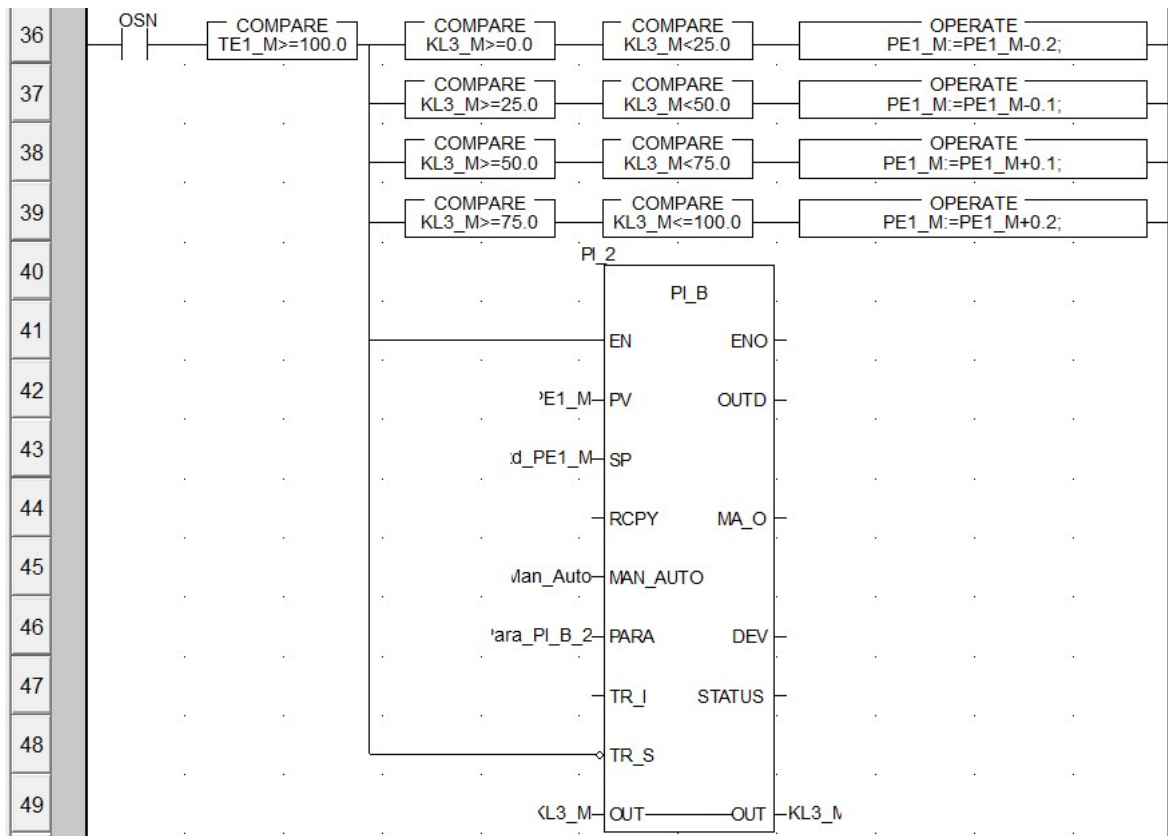 OSN
36
COMPARE COMPARE COMPARE OPERATE
TE1_M>=100.0 KL3_M>=0.0 KL3_M<25.0 PE1_M:=PE1_M-0.2;
37
COMPARE COMPARE OPERATE
KL3_M>=25.0 KL3_M<50.0 PE1_M:=PE1_M-0.1;
38
COMPARE COMPARE OPERATE
KL3_M>=50.0 KL3_M<75.0 PE1_M:=PE1_M+0.1;
39
COMPARE COMPARE OPERATE
KL3_M>=75.0 KL3_M<=100.0 PE1_M:=PE1_M+0.2;
PI_2
40
PI_B
41
EN ENO
42
PV OUTD
43
SP
44
RCPY MA_O
45
Man_Auto MAN_AUTO
46
PARA DEV
47
TR_I STATUS
48
TR_S
49
OUT OUT